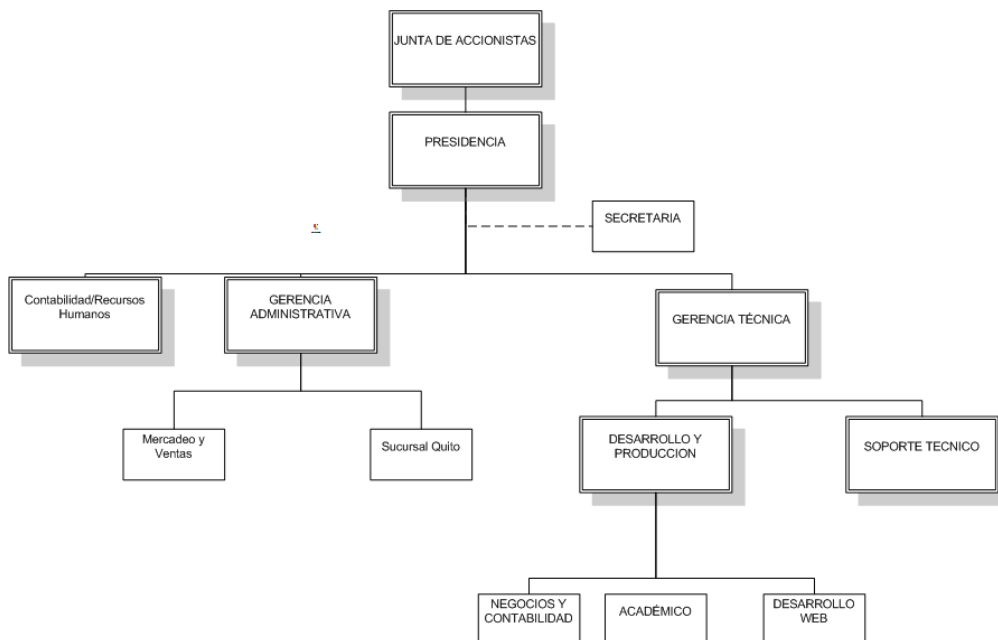 JUNTA DE ACCIONISTAS
PRESIDENCIA
SECRETARIA
Contabilidad/Recursos
Humanos
GERENCIA
ADMINISTRATIVA
GERENCIA TÉCNICA
Mercadeo y
Ventas
Sucursal Quito
DESARROLLO Y
PRODUCCION
SOPORTE TECNICO
NEGOCIOS Y
CONTABILIDAD
ACADÉMICO
DESARROLLO
WEB